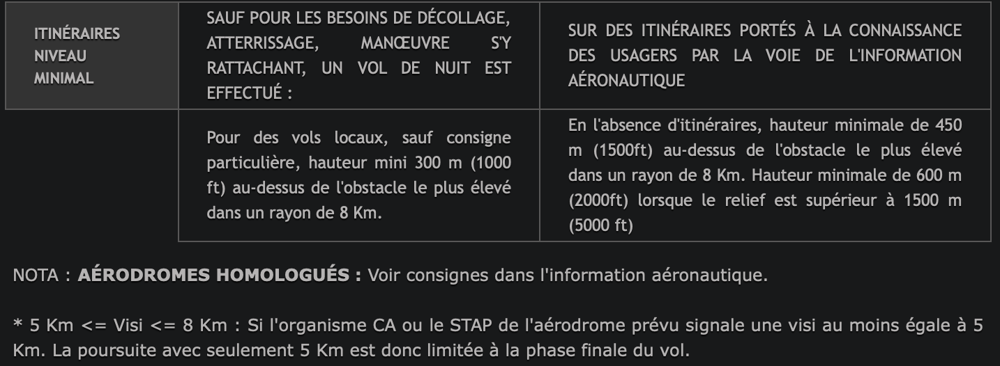 ITINÉRAIRES
NIVEAU
MINIMAL
SAUF POUR LES BESOINS DE DÉCOLLAGE,
ATTERRISSAGE, MANŒUVRE S'Y
RATTACHANT, UN VOL DE NUIT EST
EFFECTUÉ :
SUR DES ITINÉRAIRES PORTÉS À LA CONNAISSANCE
DES USAGERS PAR LA VOIE DE L'INFORMATION
AÉRONAUTIQUE
Pour des vols locaux, sauf consigne
particulière, hauteur mini 300 m (1000
ft) au-dessus de l'obstacle le plus élevé
dans un rayon de 8 Km.
En l'absence d'itinéraires, hauteur minimale de 450
m (1500ft) au-dessus de l'obstacle le plus élevé
dans un rayon de 8 Km. Hauteur minimale de 600 m
(2000ft) lorsque le relief est supérieur à 1500 m
(5000 ft)
NOTA : AÉRODROMES HOMOLOGUÉS : Voir consignes dans l'information aéronautique.
* 5 Km <= Visi <= 8 Km : Si l'organisme CA ou le STAP de l'aérodrome prévu signale une visi au moins égale à 5
Km. La poursuite avec seulement 5 Km est donc limitée à la phase finale du vol.